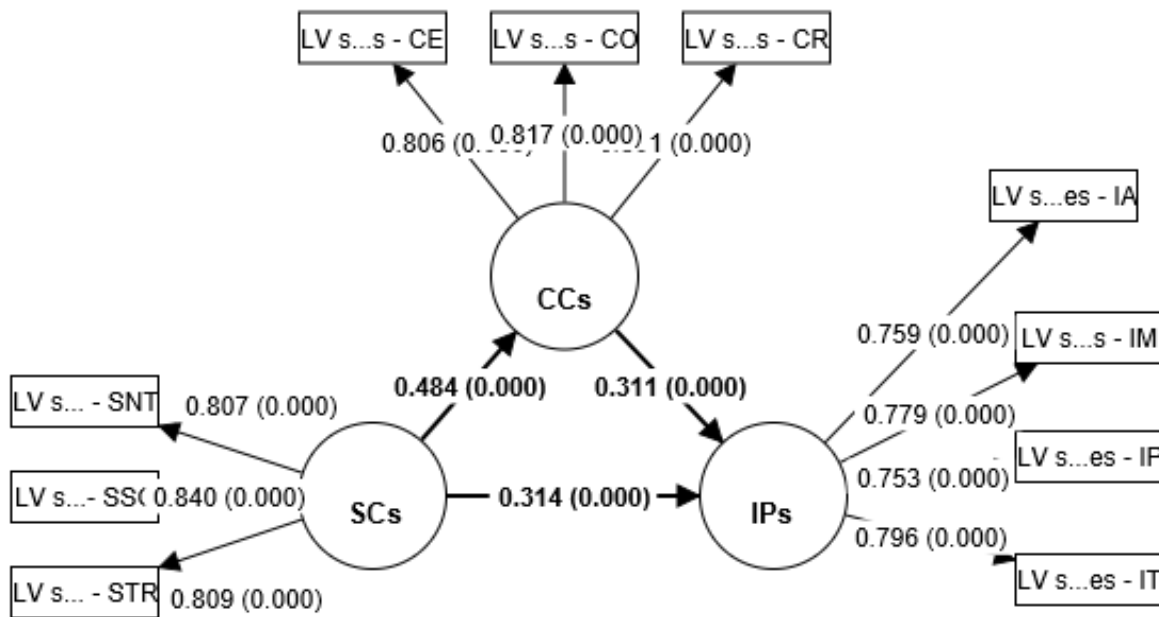 LV s...s - CE
LV s...s - CO
LV s...s - CR
0.806
0.817 (0.000)
(0.000)
LV s...es - IA
CCs
0.759 (0.000)
LV s...s - IM
0.484 (0.000)
0.311 (0.000)
LV s... - SNT
0.807 (0.000)
0.779 (0.000)
LV s...es - IP
0.753 (0.000)
LV s...-
0.840 (0.000)
SCs
0.314 (0.000)
IPs
0.796 (0.000)
LV s... - STR
0.809 (0.000)
LV s...es - IT